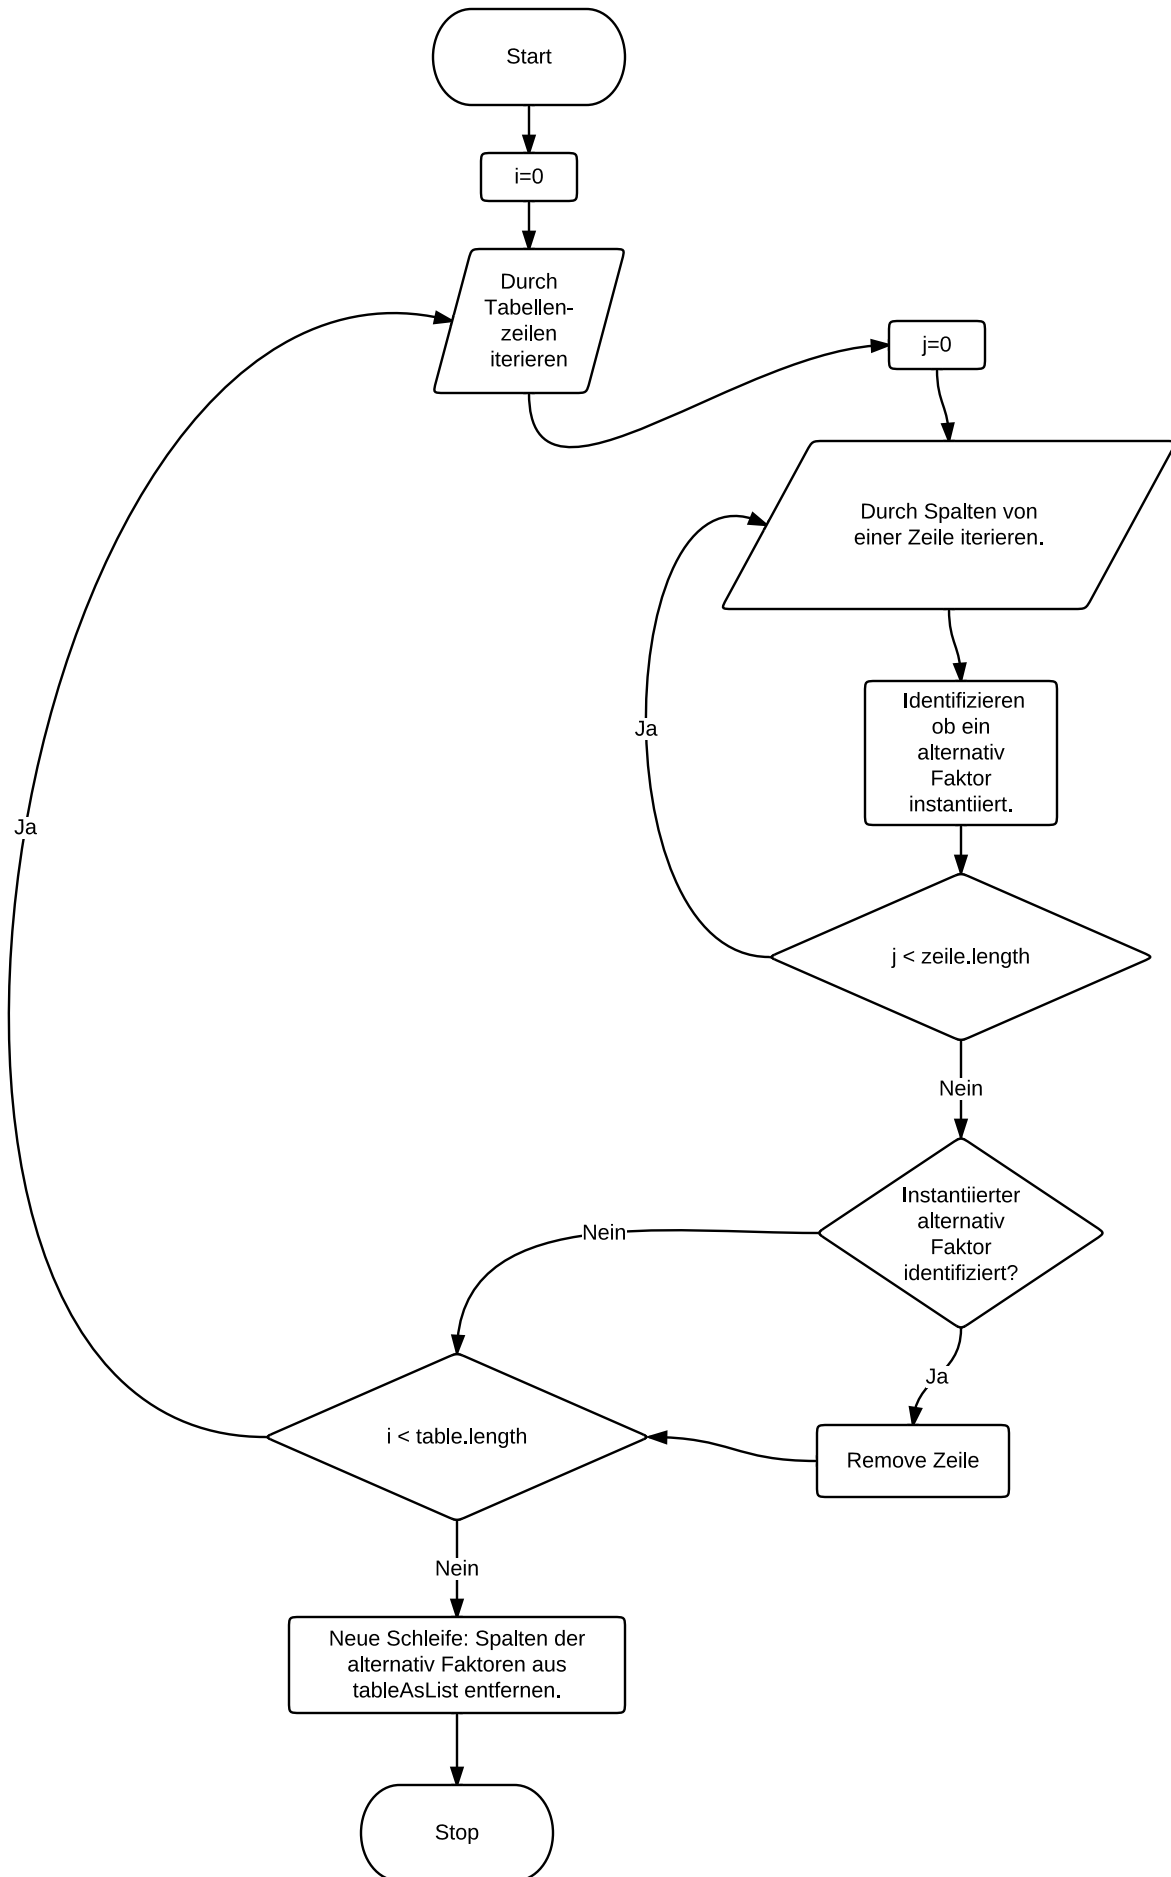 Start
i=0
Durch
Tabellen-
zeilen
iterieren
j=0
Durch Spalten von
einer Zeile iterieren.
Identifizieren
ob ein
alternativ
Faktor
instantiiert.
Ja
Ja
j < zeile.length
Nein
Instantiierter
alternativ
Faktor
identifiziert?
Nein
Ja
i < table.length
Remove Zeile
Nein
Neue Schleife: Spalten der
alternativ Faktoren aus
tableAsList entfernen.
Stop